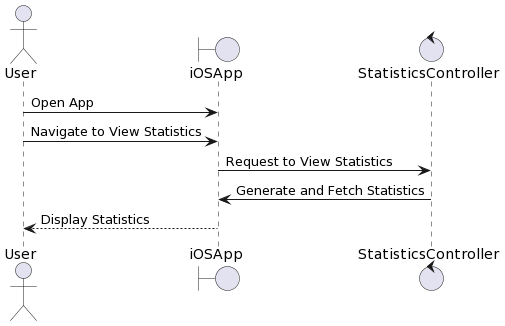 User
iOSApp
StatisticsController
Open App
Navigate to View Statistics
Request to View Statistics
Generate and Fetch Statistics
Display Statistics
User
iOSApp
StatisticsController